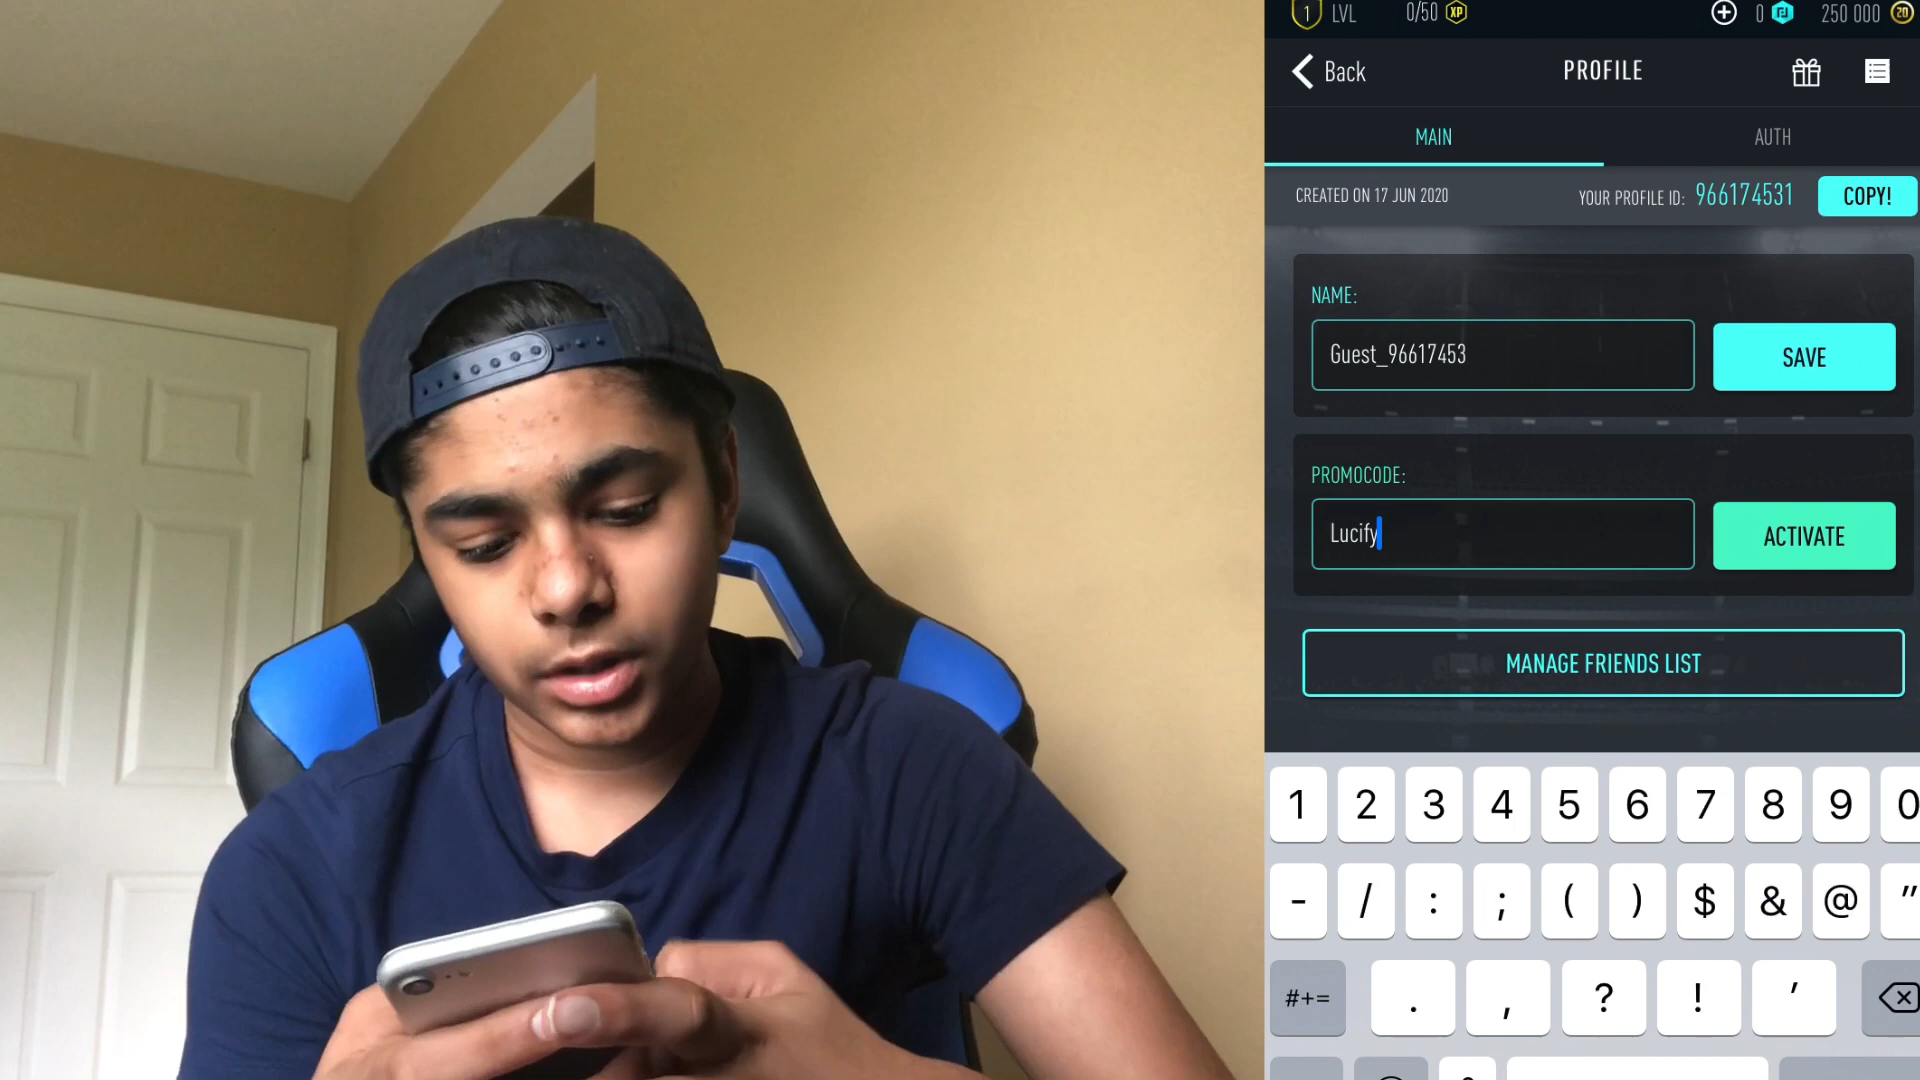 1 LVL 0/50 XP 0 250 000 20
Back PROFILE
MAIN AUTH
CREATED ON 17 JUN 2020 YOUR PROFILE ID: 966174531 COPY!
NAME:
Guest_96617453 SAVE
PROMOCODE:
Lucify ACTIVATE
MANAGE FRIENDS LIST
1 2 3 4 5 6 7 8 9 0
- / : ; ( ) $ & @ "
#+= . , ? ! '